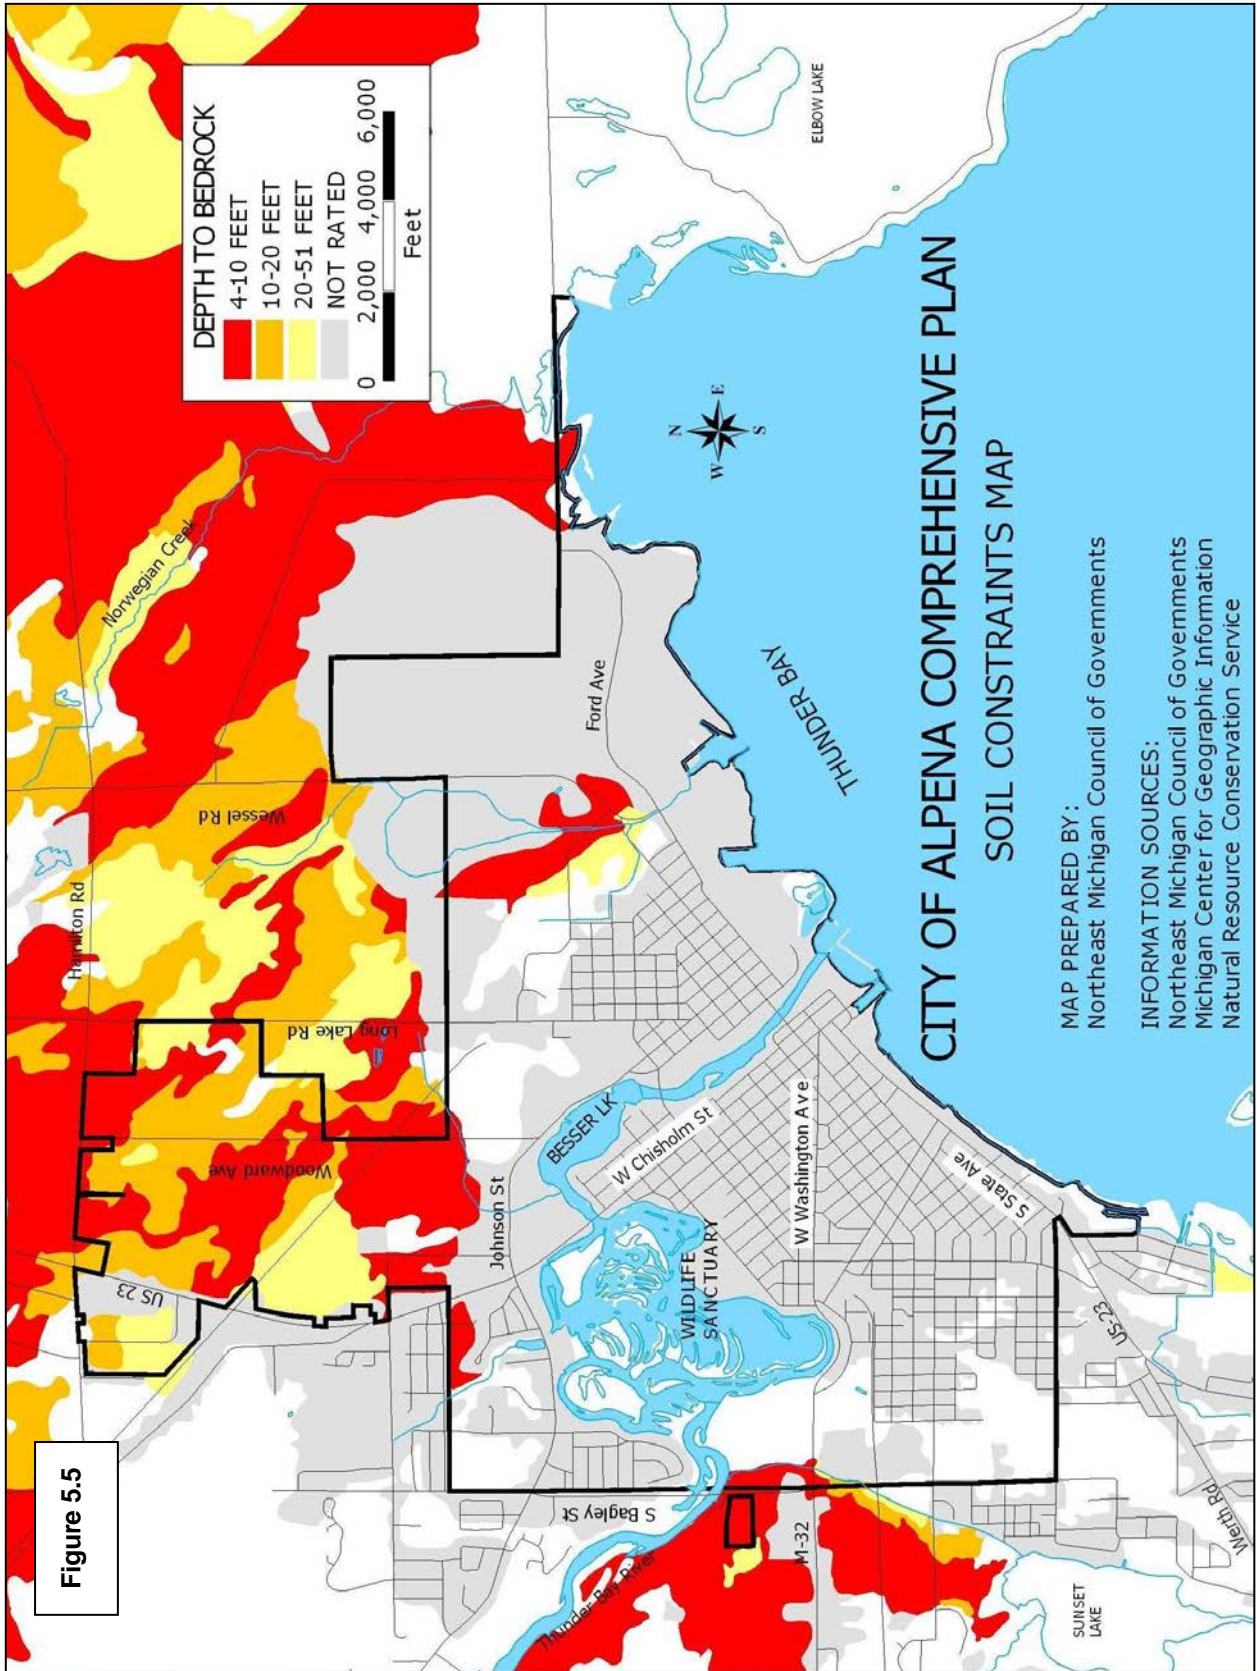 Figure 5.5
DEPTH TO BEDROCK
4-10 FEET
10-20 FEET
20-51 FEET
NOT RATED
0 2,000 4,000 6,000
Feet
ELBOW LAKE
Norwegian Creek
Hamilton Rd
Wessel Rd
Long Lake Rd
Woodward Ave
US 23
Ford Ave
Johnson St
BESSER LK
W Chisholm St
W Washington Ave
S State Ave
WILDLIFE
SANCTUARY
S Bagley St
Thunder Bay River
M-32
US-23
Werth Rd
SUNSET
LAKE
THUNDER BAY
N
E
S
W
CITY OF ALPENA COMPREHENSIVE PLAN
SOIL CONSTRAINTS MAP
MAP PREPARED BY:
Northeast Michigan Council of Governments
INFORMATION SOURCES:
Northeast Michigan Council of Governments
Michigan Center for Geographic Information
Natural Resource Conservation Service